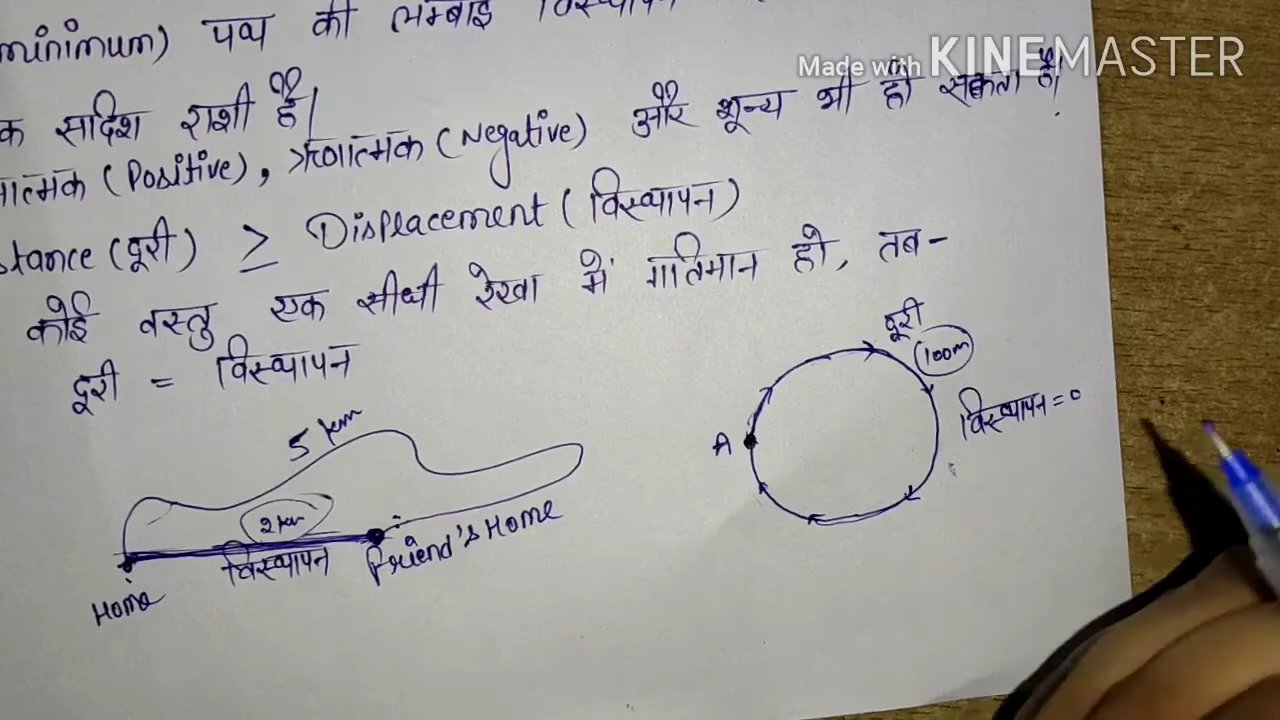 minimum) पथ की लम्बाई विस्थापन
Made with KINEMASTER
क सदिश राशी है।
त्मक (Positive), ऋणात्मक (Negative) और शून्य भी हो सकता है।
stance (दूरी) ≥ Displacement (विस्थापन)
कोई वस्तु एक सीधी रेखा में गतिमान हो, तब-
दूरी = विस्थापन
दूरी
100m
विस्थापन = 0
A
5 km
2 km
विस्थापन
Home
Friend's Home